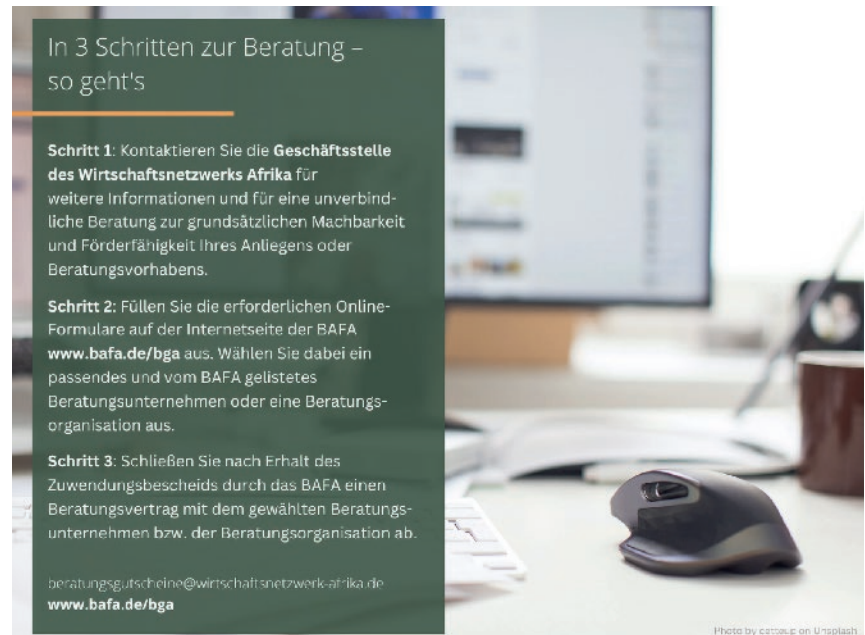 In 3 Schritten zur Beratung –
so geht's
Schritt 1: Kontaktieren Sie die Geschäftsstelle
des Wirtschaftsnetzwerks Afrika für
weitere Informationen und für eine unverbind-
liche Beratung zur grundsätzlichen Machbarkeit
und Förderfähigkeit Ihres Anliegens oder
Beratungsvorhabens.
Schritt 2: Füllen Sie die erforderlichen Online-
Formulare auf der Internetseite der BAFA
www.bafa.de/bga aus. Wählen Sie dabei ein
passendes und vom BAFA gelistetes
Beratungsunternehmen oder eine Beratungs-
organisation aus.
Schritt 3: Schließen Sie nach Erhalt des
Zuwendungsbescheids durch das BAFA einen
Beratungsvertrag mit dem gewählten Beratungs-
unternehmen bzw. der Beratungsorganisation ab.
beratungsgutscheine@wirtschaftsnetzwerk-afrika.de
www.bafa.de/bga
Photo by cetteup on Unsplash